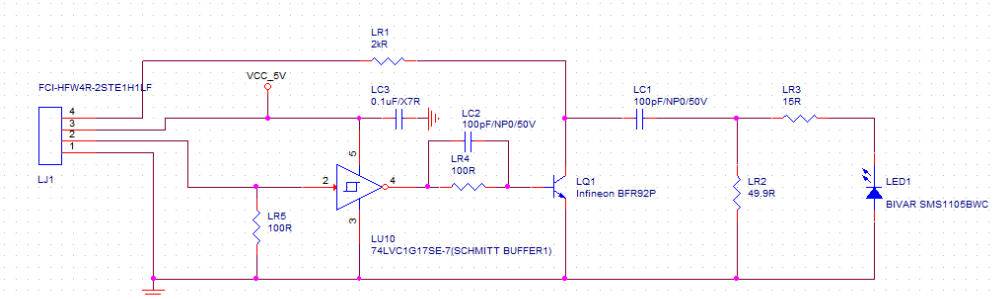 LR1
2kR
FCI-HFW4R-2STE1H1LF
VCC_5V
LC3
0.1uF/X7R
LC1
100pF/NP0/50V
LR3
15R
4
3
2
1
LJ1
LC2
100pF/NP0/50V
LR4
100R
5
2
4
3
LQ1
Infineon BFR92P
LR2
49.9R
LED1
BIVAR SMS1105BWC
LR5
100R
LU10
74LVC1G17SE-7(SCHMITT BUFFER1)